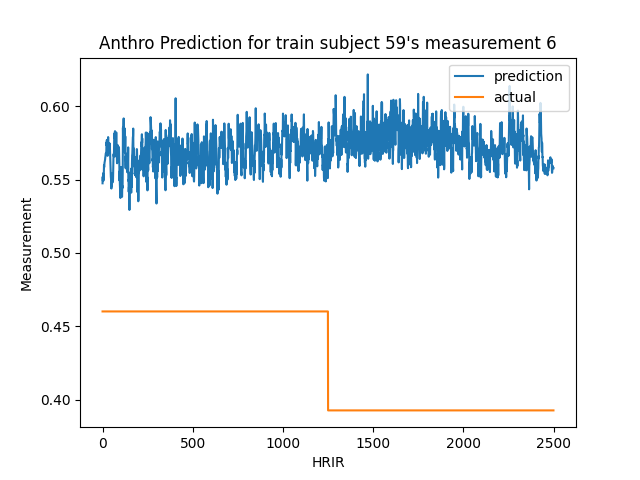 Anthro Prediction for train subject 59's measurement 6
prediction
actual
0.60
0.55
0.50
0.45
0.40
Measurement
0
500
1000
1500
2000
2500
HRIR